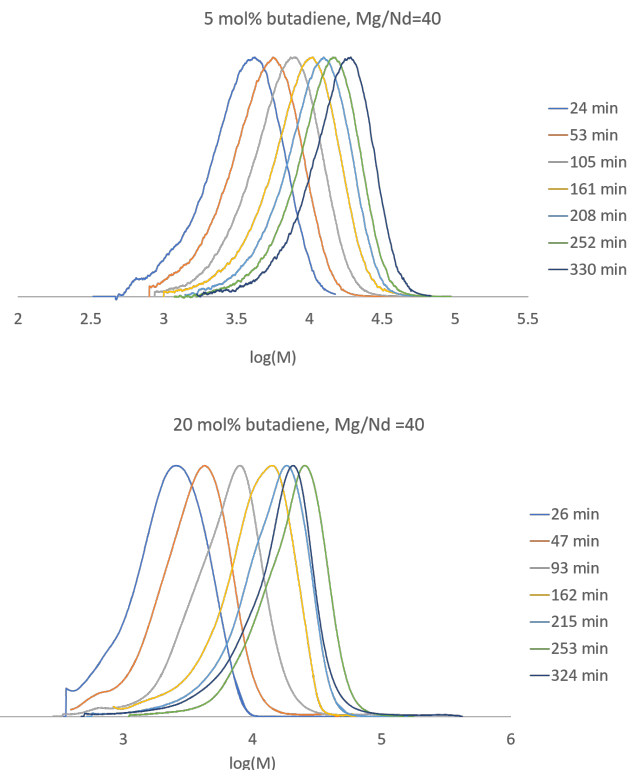 5 mol% butadiene, Mg/Nd=40
24 min
53 min
105 min
161 min
208 min
252 min
330 min
2 2.5 3 3.5 4 4.5 5 5.5
log(M)
20 mol% butadiene, Mg/Nd =40
26 min
47 min
93 min
162 min
215 min
253 min
324 min
3 4 5 6
log(M)